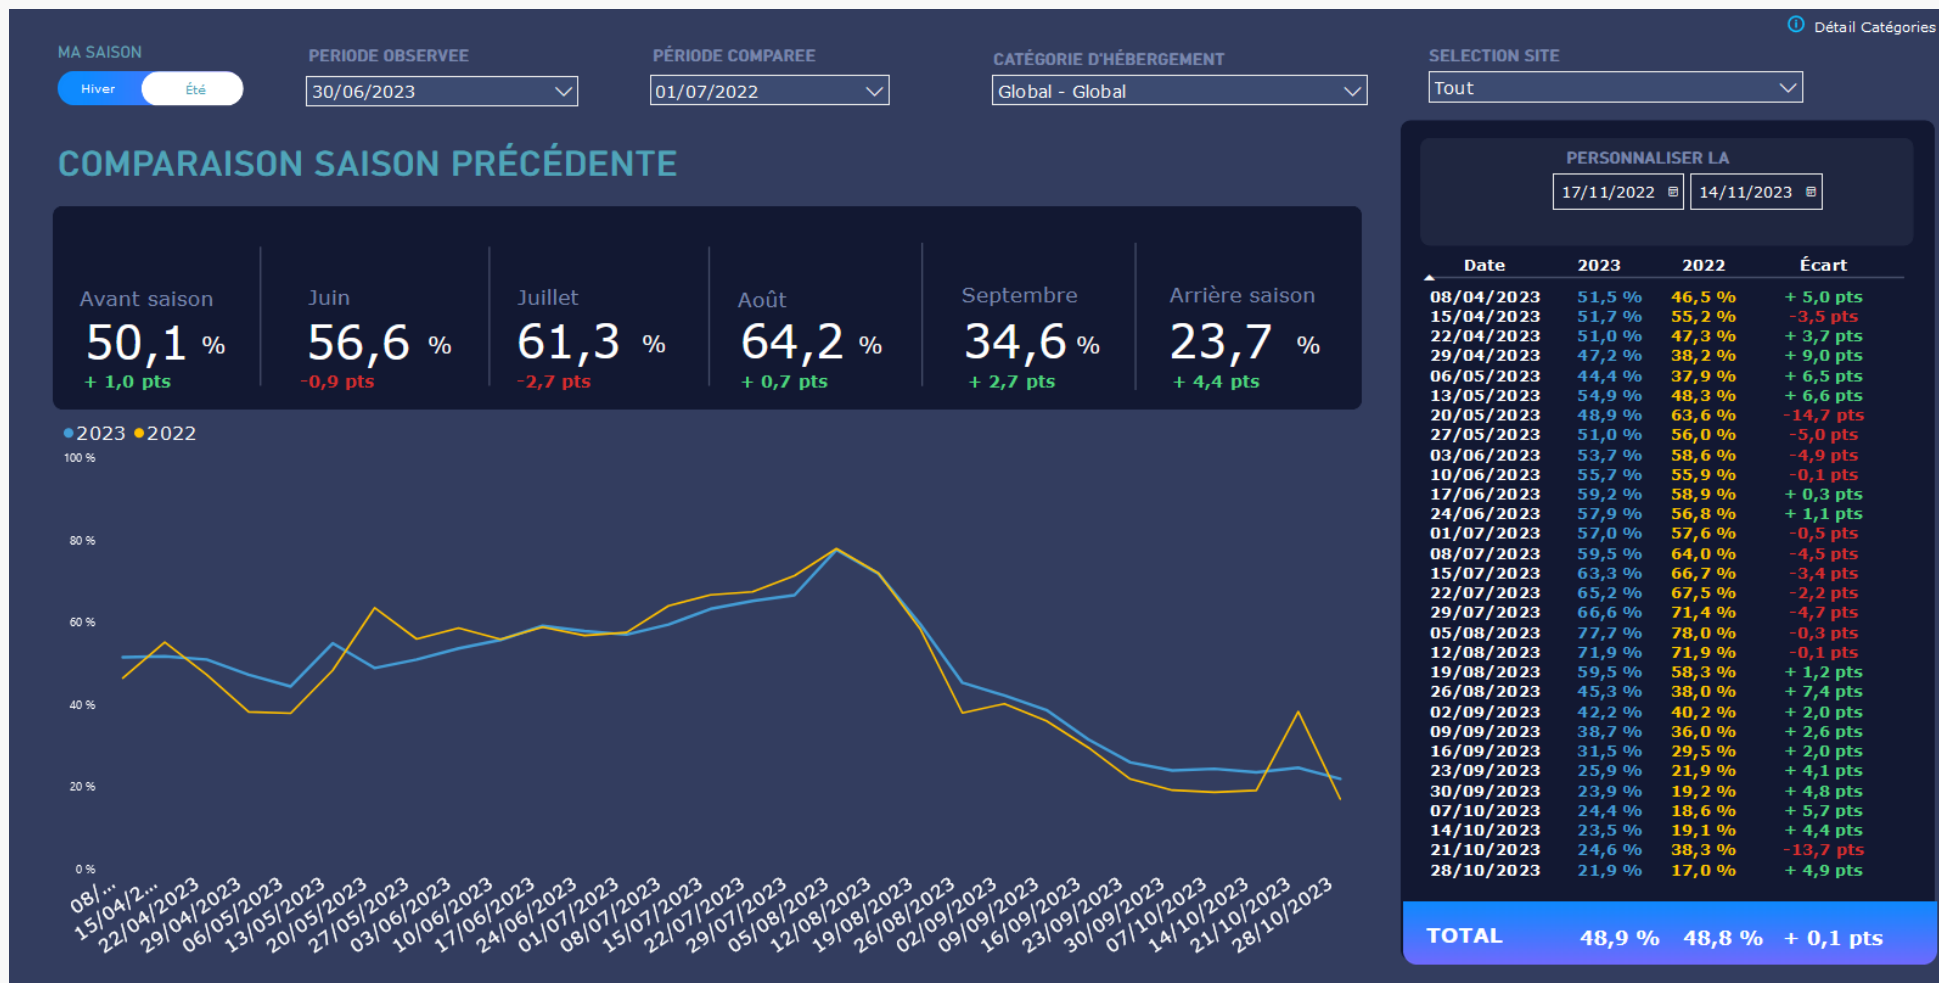 Détail Catégories
MA SAISON
Hiver Été
PERIODE OBSERVEE
30/06/2023
PÉRIODE COMPAREE
01/07/2022
CATÉGORIE D'HÉBERGEMENT
Global - Global
SELECTION SITE
Tout
COMPARAISON SAISON PRÉCÉDENTE
Avant saison
50,1 %
+ 1,0 pts
Juin
56,6 %
-0,9 pts
Juillet
61,3 %
-2,7 pts
Août
64,2 %
+ 0,7 pts
Septembre
34,6 %
+ 2,7 pts
Arrière saison
23,7 %
+ 4,4 pts
2023 2022
100 %
80 %
60 %
40 %
20 %
0 %
08/...
15/04/2...
22/04/2023
29/04/2023
06/05/2023
13/05/2023
20/05/2023
27/05/2023
03/06/2023
10/06/2023
17/06/2023
24/06/2023
01/07/2023
08/07/2023
15/07/2023
22/07/2023
29/07/2023
05/08/2023
12/08/2023
19/08/2023
26/08/2023
02/09/2023
09/09/2023
16/09/2023
23/09/2023
30/09/2023
07/10/2023
14/10/2023
21/10/2023
28/10/2023
PERSONNALISER LA
17/11/2022 14/11/2023
Date 2023 2022 Écart
08/04/2023 51,5 % 46,5 % + 5,0 pts
15/04/2023 51,7 % 55,2 % -3,5 pts
22/04/2023 51,0 % 47,3 % + 3,7 pts
29/04/2023 47,2 % 38,2 % + 9,0 pts
06/05/2023 44,4 % 37,9 % + 6,5 pts
13/05/2023 54,9 % 48,3 % + 6,6 pts
20/05/2023 48,9 % 63,6 % -14,7 pts
27/05/2023 51,0 % 56,0 % -5,0 pts
03/06/2023 53,7 % 58,6 % -4,9 pts
10/06/2023 55,7 % 55,9 % -0,1 pts
17/06/2023 59,2 % 58,9 % + 0,3 pts
24/06/2023 57,9 % 56,8 % + 1,1 pts
01/07/2023 57,0 % 57,6 % -0,5 pts
08/07/2023 59,5 % 64,0 % -4,5 pts
15/07/2023 63,3 % 66,7 % -3,4 pts
22/07/2023 65,2 % 67,5 % -2,2 pts
29/07/2023 66,6 % 71,4 % -4,7 pts
05/08/2023 77,7 % 78,0 % -0,3 pts
12/08/2023 71,9 % 71,9 % -0,1 pts
19/08/2023 59,5 % 58,3 % + 1,2 pts
26/08/2023 45,3 % 38,0 % + 7,4 pts
02/09/2023 42,2 % 40,2 % + 2,0 pts
09/09/2023 38,7 % 36,0 % + 2,6 pts
16/09/2023 31,5 % 29,5 % + 2,0 pts
23/09/2023 25,9 % 21,9 % + 4,1 pts
30/09/2023 23,9 % 19,2 % + 4,8 pts
07/10/2023 24,4 % 18,6 % + 5,7 pts
14/10/2023 23,5 % 19,1 % + 4,4 pts
21/10/2023 24,6 % 38,3 % -13,7 pts
28/10/2023 21,9 % 17,0 % + 4,9 pts
TOTAL 48,9 % 48,8 % + 0,1 pts